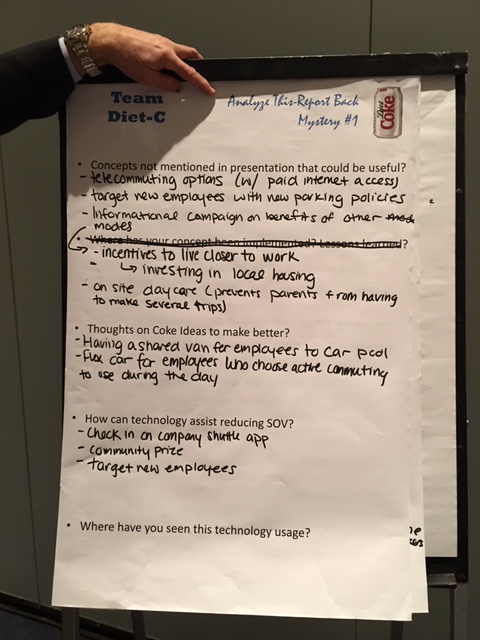 Team
Diet-C
Analyze This-Report Back
Mystery #1
Diet
Coke
• Concepts not mentioned in presentation that could be useful?
- telecommuting options (w/ paid internet access)
- target new employees with new parking policies
- Informational campaign on benefits of other
modes
• Where has your concept been implemented? Lessons learned?
- incentives to live closer to work
-
↳ investing in local housing
- on site daycare (prevents parents from having
to make several trips)
• Thoughts on Coke Ideas to make better?
- Having a shared van for employees to car pool
- Flex car for employees who choose active commuting
to use during the day
• How can technology assist reducing SOV?
- Check in on company shuttle app
- community prize
- target new employees
• Where have you seen this technology usage?